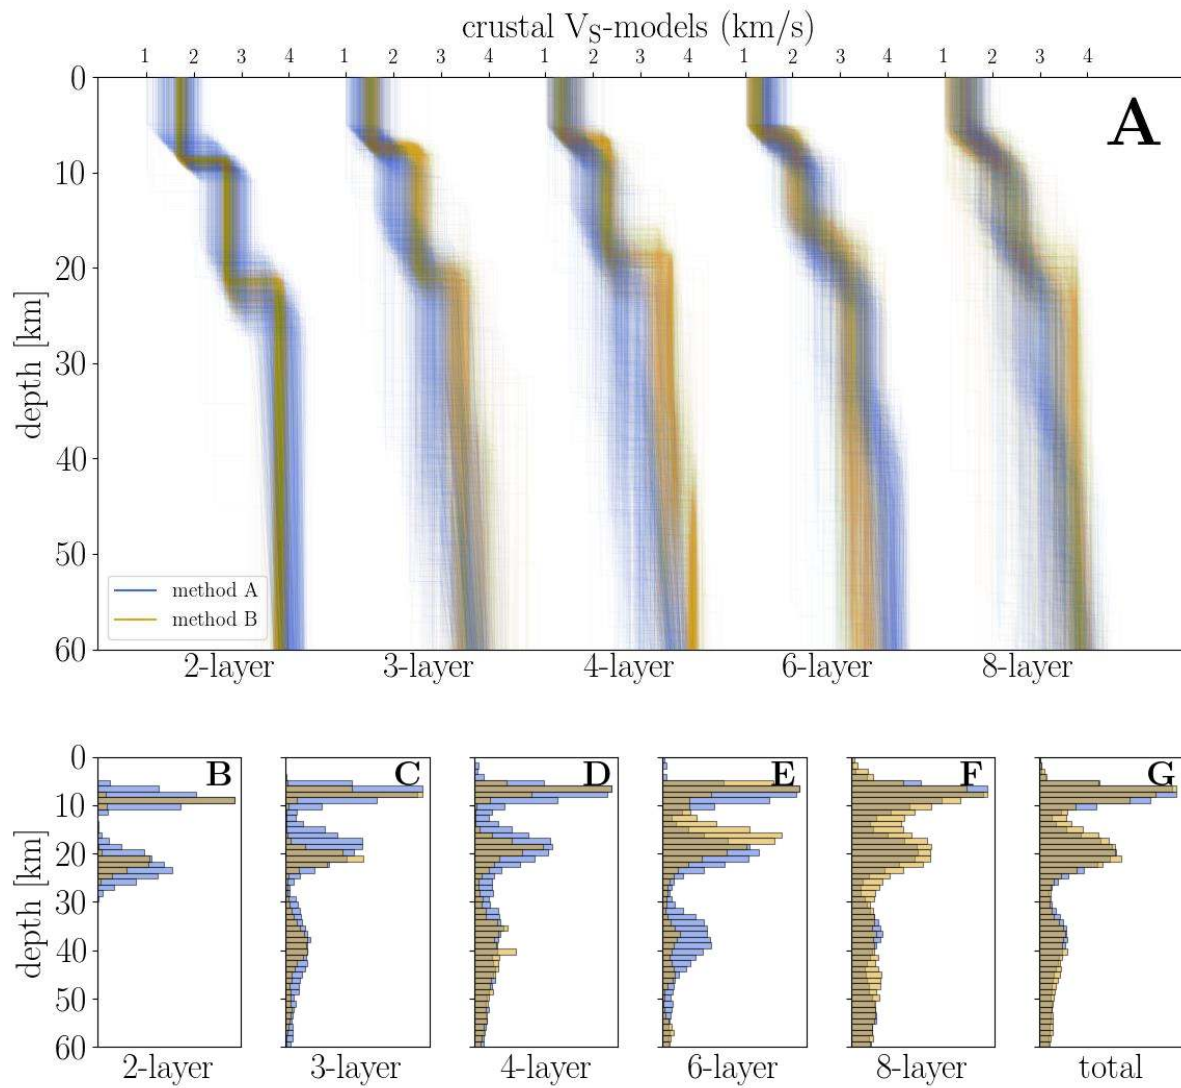 crustal VS-models (km/s)
1 2 3 4 1 2 3 4 1 2 3 4 1 2 3 4 1 2 3 4
A
depth [km]
0
10
20
30
40
50
60
method A
method B
2-layer 3-layer 4-layer 6-layer 8-layer
B C D E F G
depth [km]
0
10
20
30
40
50
60
2-layer 3-layer 4-layer 6-layer 8-layer total